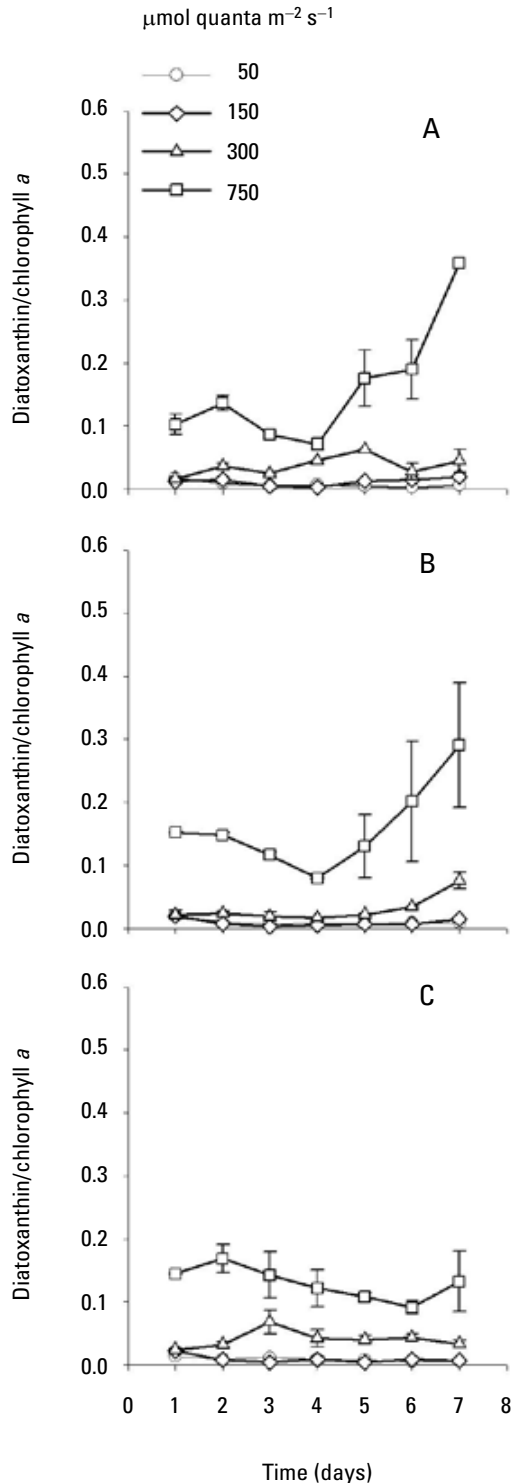 μmol quanta m⁻² s⁻¹
50
150
300
750
A
0.6
0.5
0.4
0.3
0.2
0.1
0.0
Diatoxanthin/chlorophyll a
B
0.6
0.5
0.4
0.3
0.2
0.1
0.0
Diatoxanthin/chlorophyll a
C
0.6
0.5
0.4
0.3
0.2
0.1
0.0
Diatoxanthin/chlorophyll a
0 1 2 3 4 5 6 7 8
Time (days)